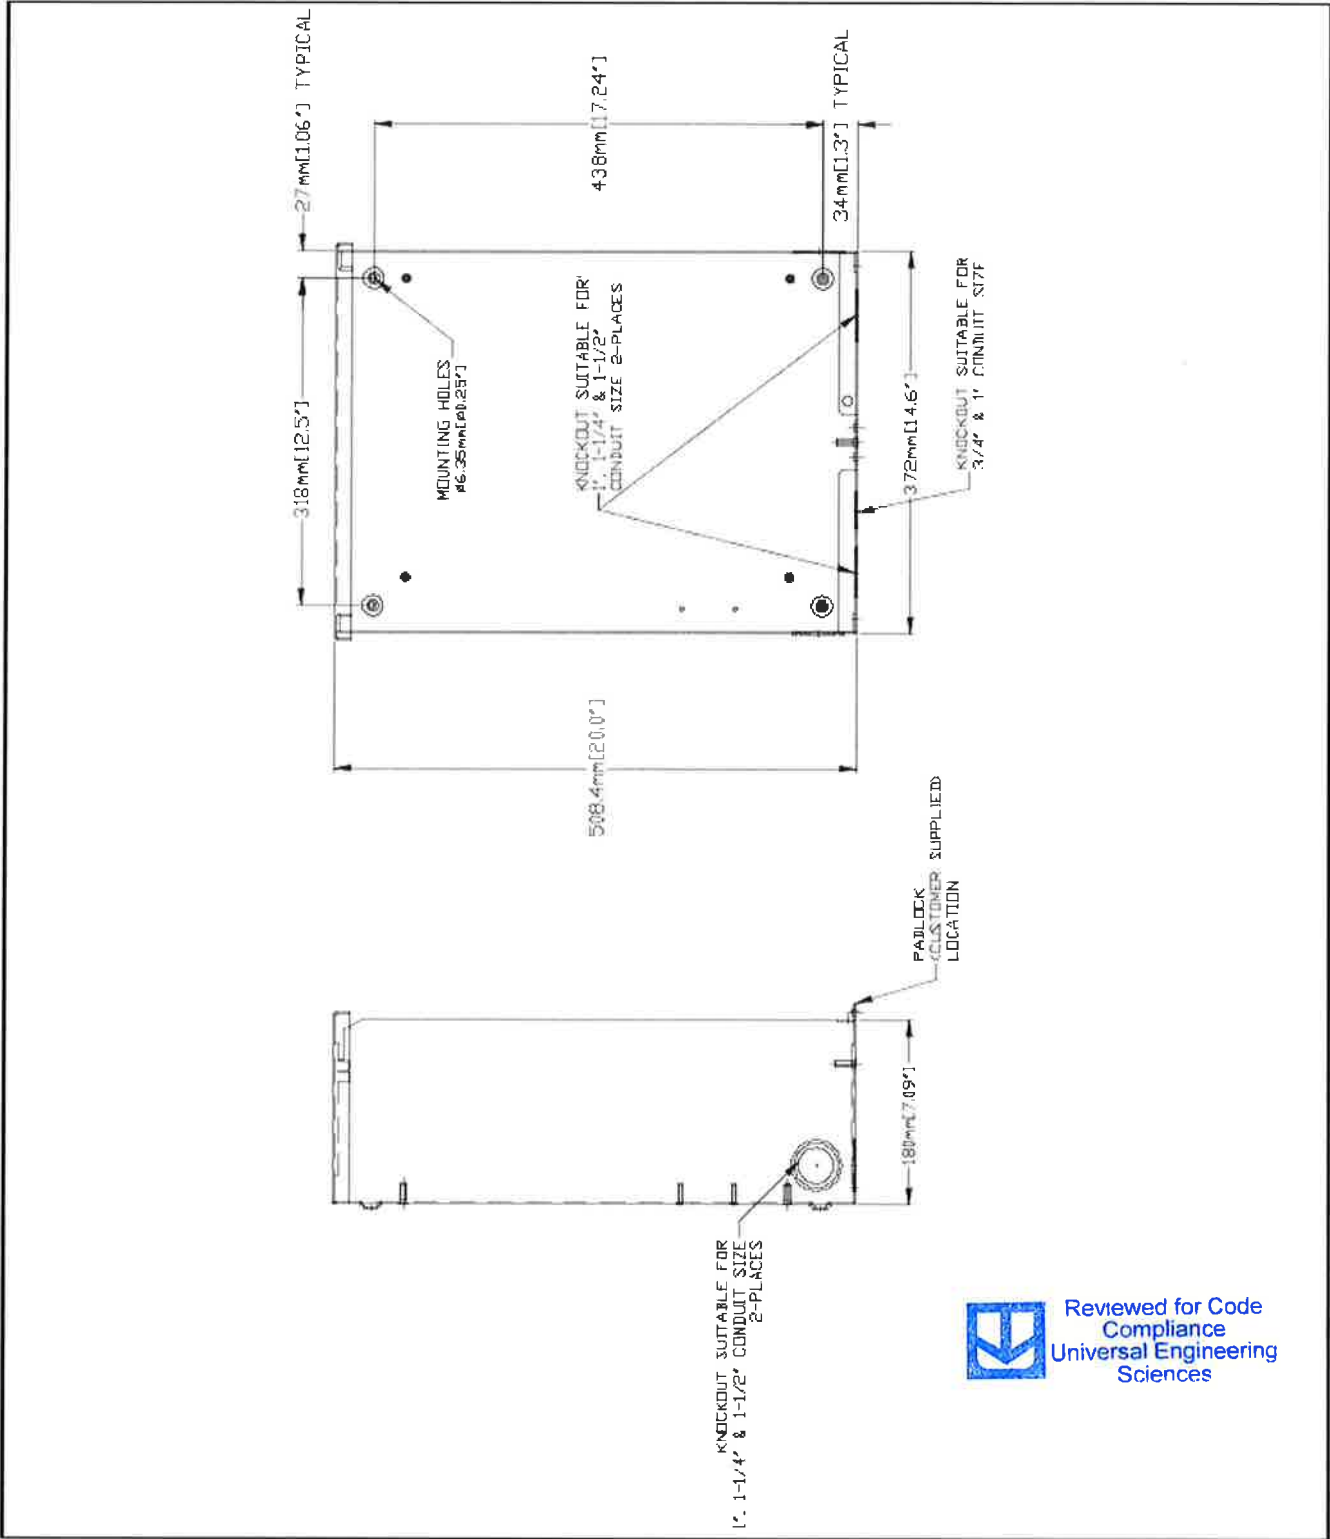 27mm[1.06"] TYPICAL
318mm[12.5"]
438mm[17.24"]
34mm[1.3"] TYPICAL
MOUNTING HOLES
ø6.35mm[ø0.25"]
KNOCKOUT SUITABLE FOR
1", 1-1/4" & 1-1/2"
CONDUIT SIZE 2-PLACES
372mm[14.6"]
KNOCKOUT SUITABLE FOR
3/4" & 1" CONDUIT SIZE
508.4mm[20.0"]
PADLOCK
(CUSTOMER SUPPLIED)
LOCATION
180mm[7.09"]
KNOCKOUT SUITABLE FOR
1", 1-1/4" & 1-1/2" CONDUIT SIZE
2-PLACES
Reviewed for Code
Compliance
Universal Engineering
Sciences